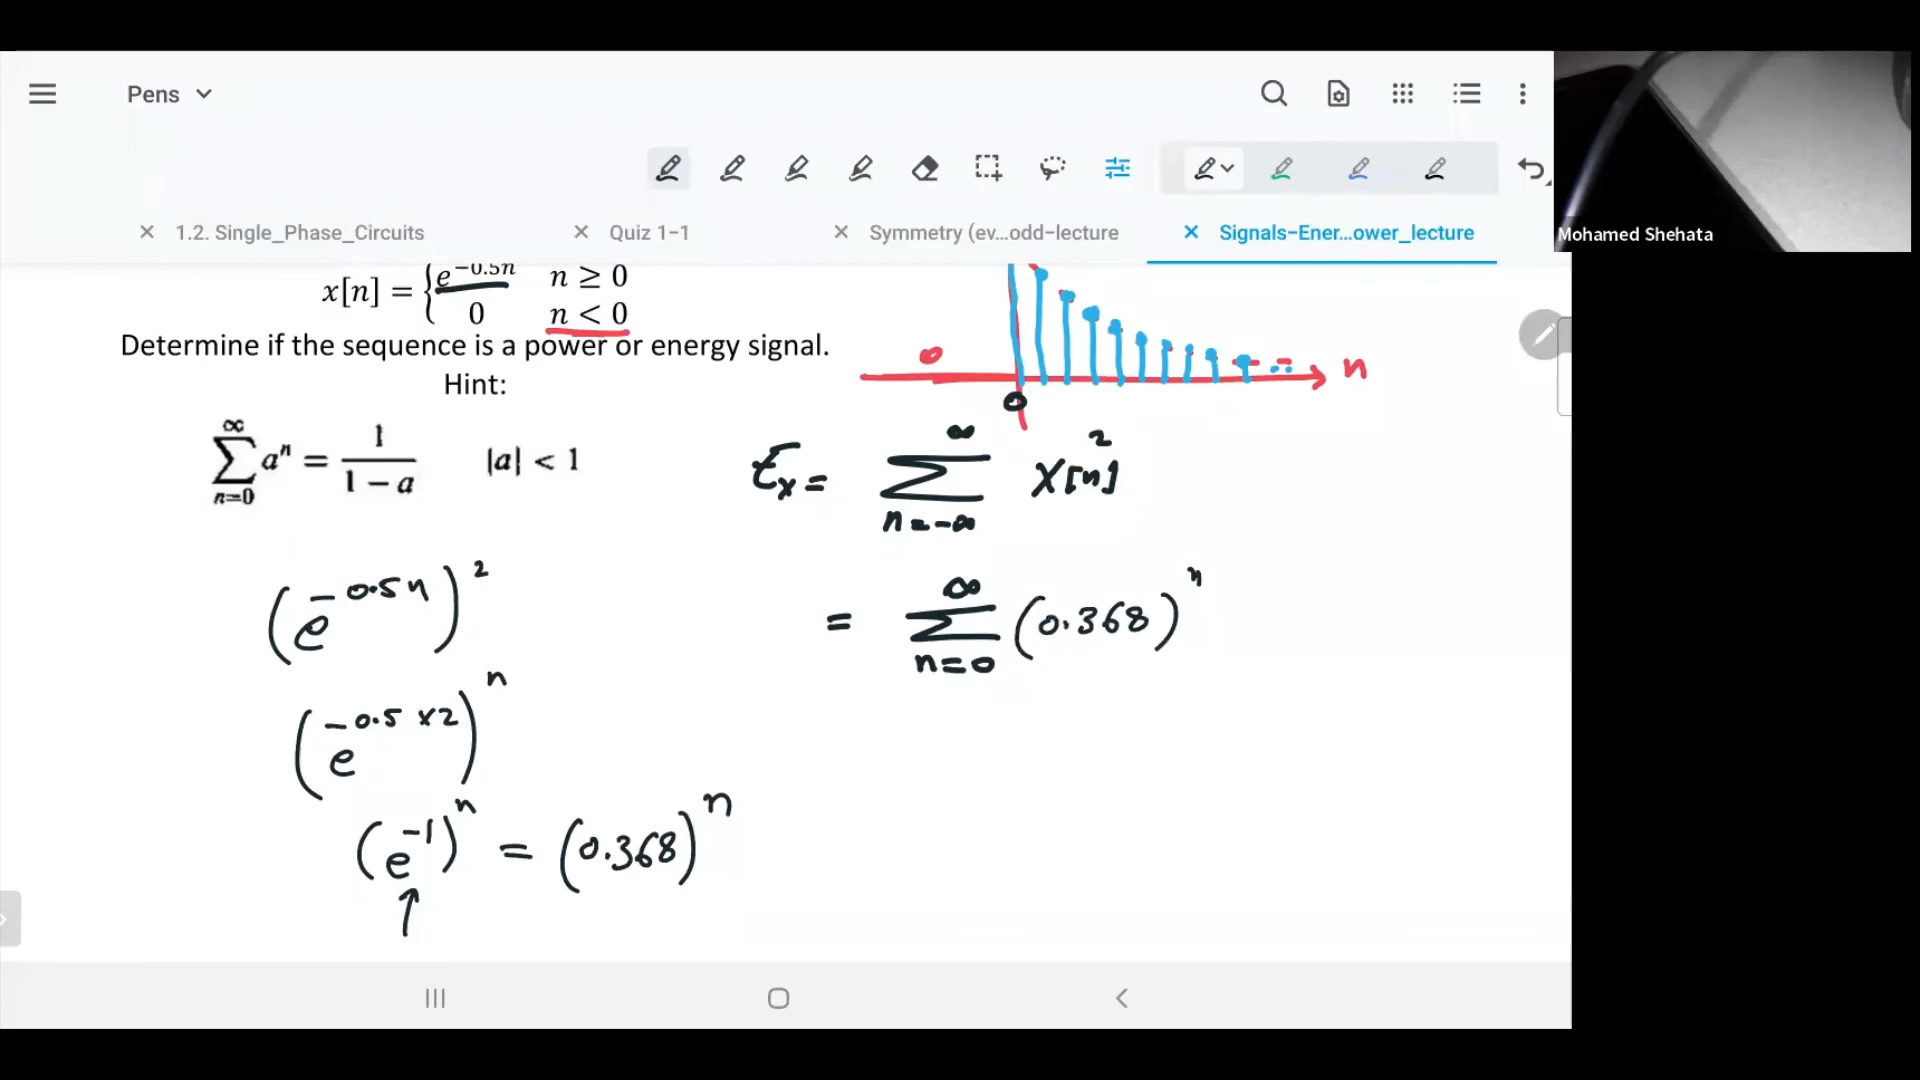 Pens
× 1.2. Single_Phase_Circuits × Quiz 1-1 × Symmetry (ev...odd-lecture × Signals-Ener...ower_lecture
Mohamed Shehata
x[n] = { e^{-0.5n} n ≥ 0
0 n < 0
Determine if the sequence is a power or energy signal.
Hint:
0 n
0
∑_{n=0}^{∞} a^n = 1/(1 − a) |a| < 1
E_x = ∑_{n=-∞}^{∞} x[n]^2
(e^{-0.5n})^2
= ∑_{n=0}^{∞} (0.368)^n
(e^{-0.5 ×2})^n
(e^{-1})^n = (0.368)^n